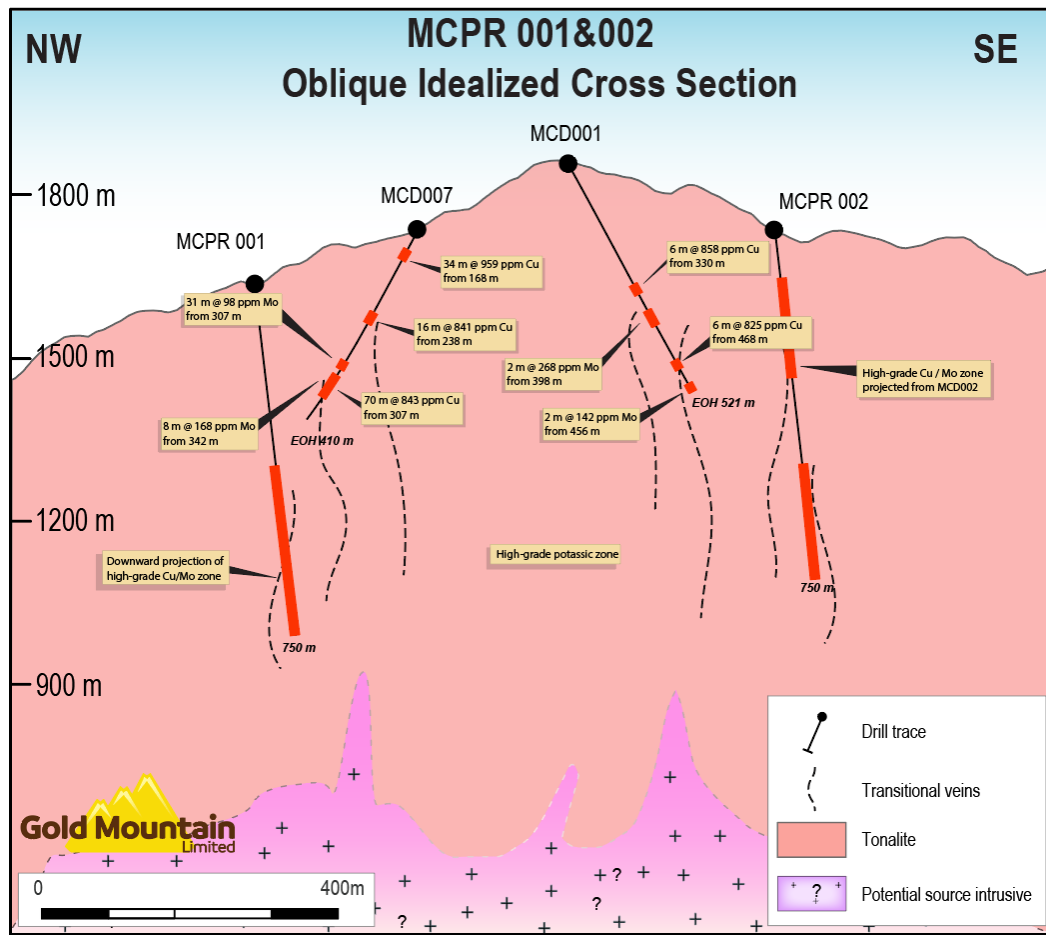 MCPR 001&002
Oblique Idealized Cross Section
NW
SE
MCD001
1800 m
MCD007
MCPR 002
MCPR 001
6 m @ 858 ppm Cu
from 330 m
34 m @ 959 ppm Cu
from 168 m
31 m @ 98 ppm Mo
from 307 m
16 m @ 841 ppm Cu
from 238 m
6 m @ 825 ppm Cu
from 468 m
1500 m
2 m @ 268 ppm Mo
from 398 m
High-grade Cu / Mo zone
projected from MCD002
70 m @ 843 ppm Cu
from 307 m
EOH 521 m
8 m @ 168 ppm Mo
from 342 m
2 m @ 142 ppm Mo
from 456 m
EOH 410 m
1200 m
High-grade potassic zone
Downward projection of
high-grade Cu/Mo zone
750 m
750 m
900 m
Drill trace
Transitional veins
Tonalite
? Potential source intrusive
Gold Mountain
Limited
0 400m
?
?
?